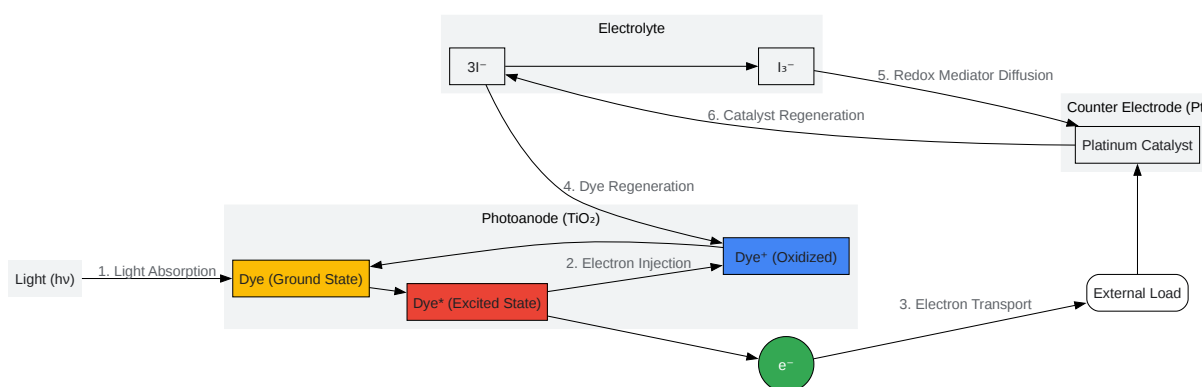 Electrolyte
3I⁻
I₃⁻
5. Redox Mediator Diffusion
Counter Electrode (Pt
6. Catalyst Regeneration
Platinum Catalyst
4. Dye Regeneration
Photoanode (TiO₂)
Dye⁺ (Oxidized)
2. Electron Injection
Light (hν)
1. Light Absorption
Dye (Ground State)
Dye* (Excited State)
External Load
3. Electron Transport
e⁻